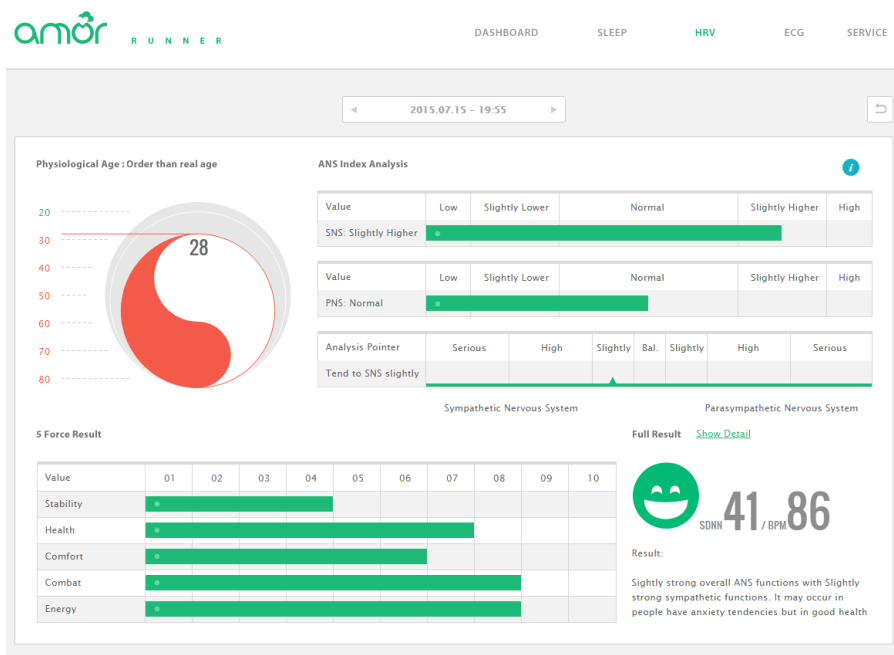 amor RUNNER
DASHBOARD SLEEP HRV ECG SERVICE
2015.07.15 – 19:55
Physiological Age : Order than real age
20
30
40
50
60
70
80
28
ANS Index Analysis
Value Low Slightly Lower Normal Slightly Higher High
SNS: Slightly Higher
Value Low Slightly Lower Normal Slightly Higher High
PNS: Normal
Analysis Pointer Serious High Slightly Bal. Slightly High Serious
Tend to SNS slightly
Sympathetic Nervous System Parasympathetic Nervous System
5 Force Result
Value 01 02 03 04 05 06 07 08 09 10
Stability
Health
Comfort
Combat
Energy
Full Result Show Detail
SDNN 41 / BPM 86
Result:
Sightly strong overall ANS functions with Slightly
strong sympathetic functions. It may occur in
people have anxiety tendencies but in good health